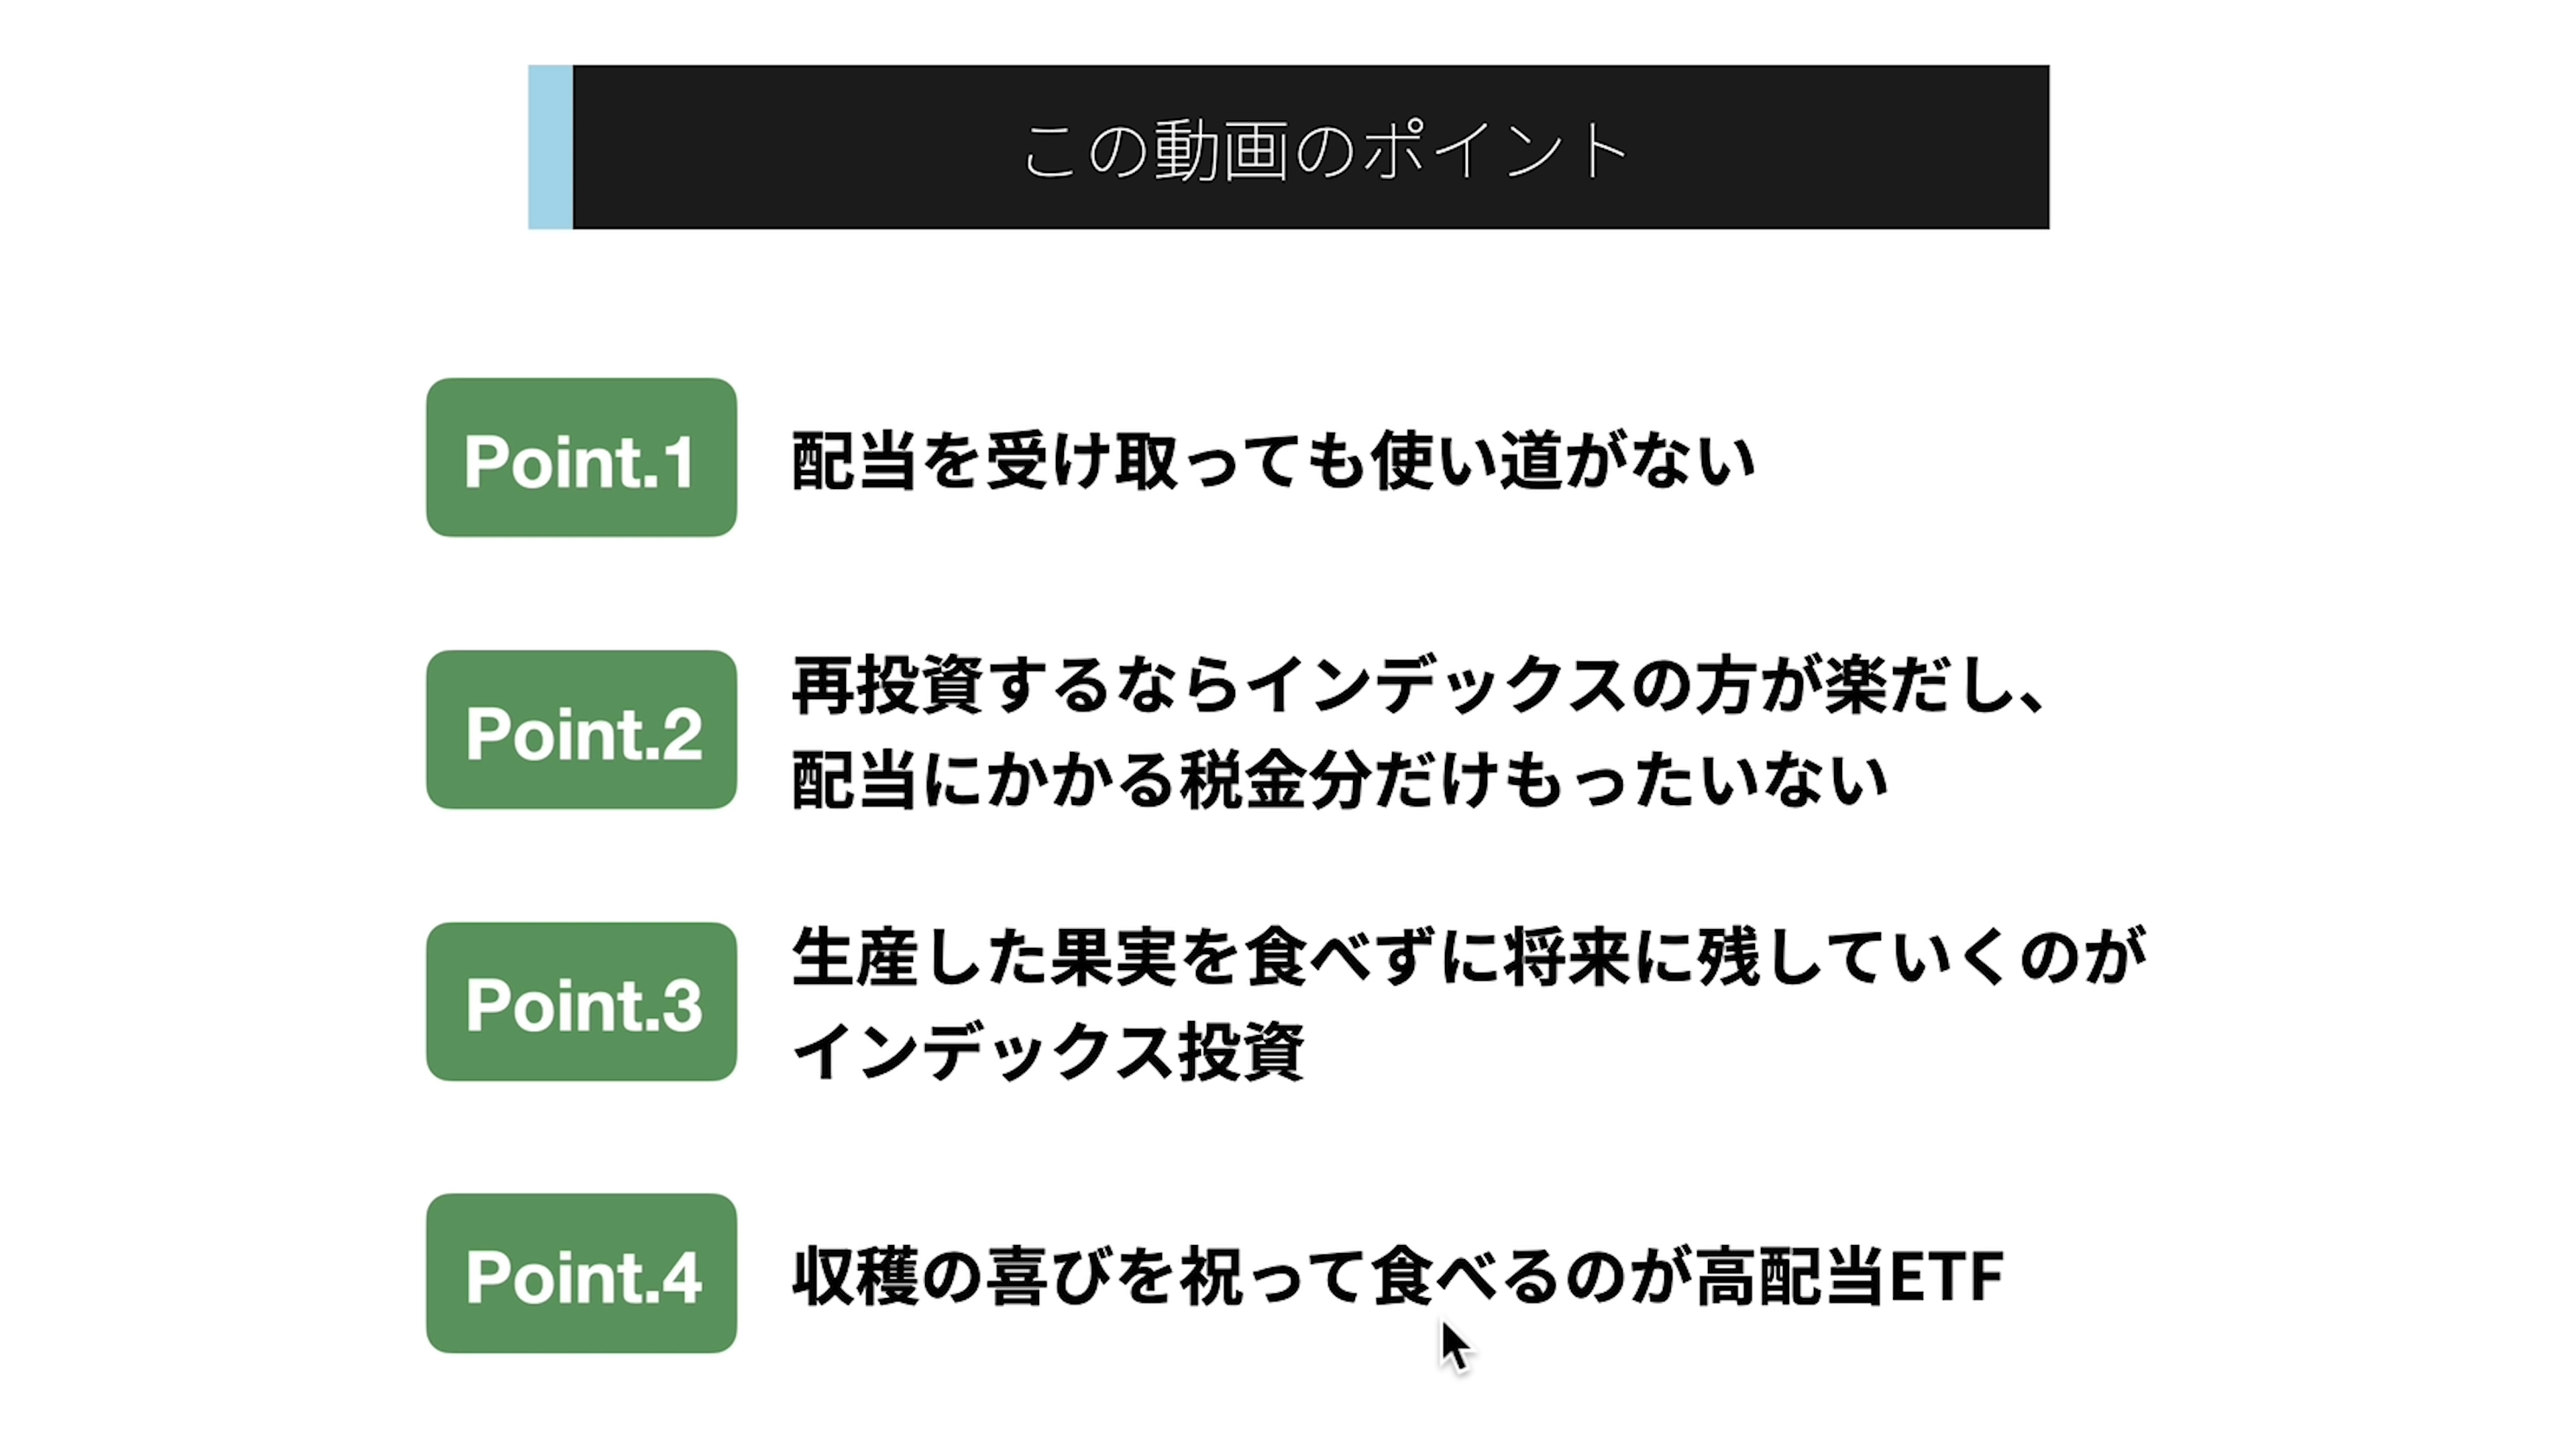 この動画のポイント
Point.1
配当を受け取っても使い道がない
Point.2
再投資するならインデックスの方が楽だし、
配当にかかる税金分だけもったいない
Point.3
生産した果実を食べずに将来に残していくのが
インデックス投資
Point.4
収穫の喜びを祝って食べるのが高配当ETF